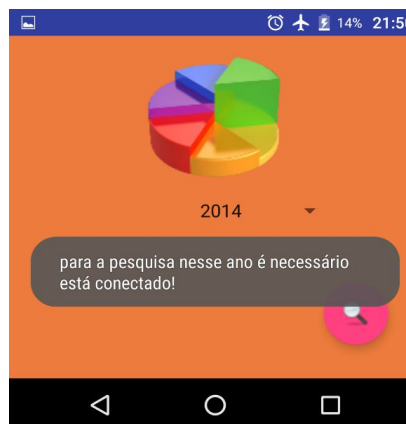 14% 21:5
2014
para a pesquisa nesse ano é necessário
está conectado!